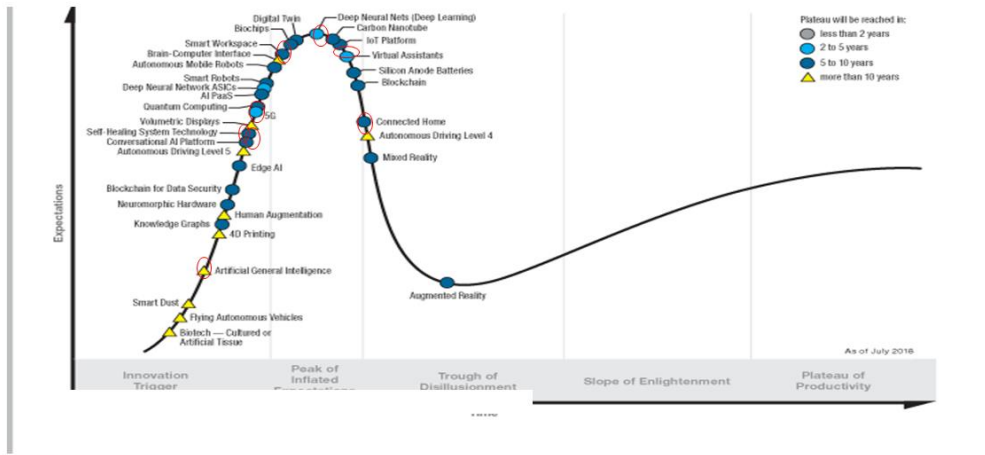 Digital Twin
Deep Neural Nets (Deep Learning)
Biochips
Carbon Nanotube
Smart Workspace
IoT Platform
Brain-Computer Interface
Virtual Assistants
Autonomous Mobile Robots
Silicon Anode Batteries
Smart Robots
Blockchain
Deep Neural Network ASICs
AI PaaS
Quantum Computing
5G
Volumetric Displays
Connected Home
Self-Healing System Technology
Autonomous Driving Level 4
Conversational AI Platform
Autonomous Driving Level 5
Mixed Reality
Edge AI
Blockchain for Data Security
Neuromorphic Hardware
Human Augmentation
Knowledge Graphs
4D Printing
Artificial General Intelligence
Augmented Reality
Smart Dust
Flying Autonomous Vehicles
Biotech — Cultured or
Artificial Tissue
Plateau will be reached in:
less than 2 years
2 to 5 years
5 to 10 years
more than 10 years
Expectations
As of July 2018
Innovation
Trigger
Peak of
Inflated
Expectations
Trough of
Disillusionment
Slope of Enlightenment
Plateau of
Productivity